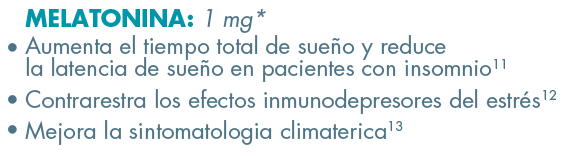 MELATONINA: 1 mg*
• Aumenta el tiempo total de sueño y reduce
la latencia de sueño en pacientes con insomnio¹¹
• Contrarestra los efectos inmunodepresores del estrés¹²
• Mejora la sintomatologia climaterica¹³